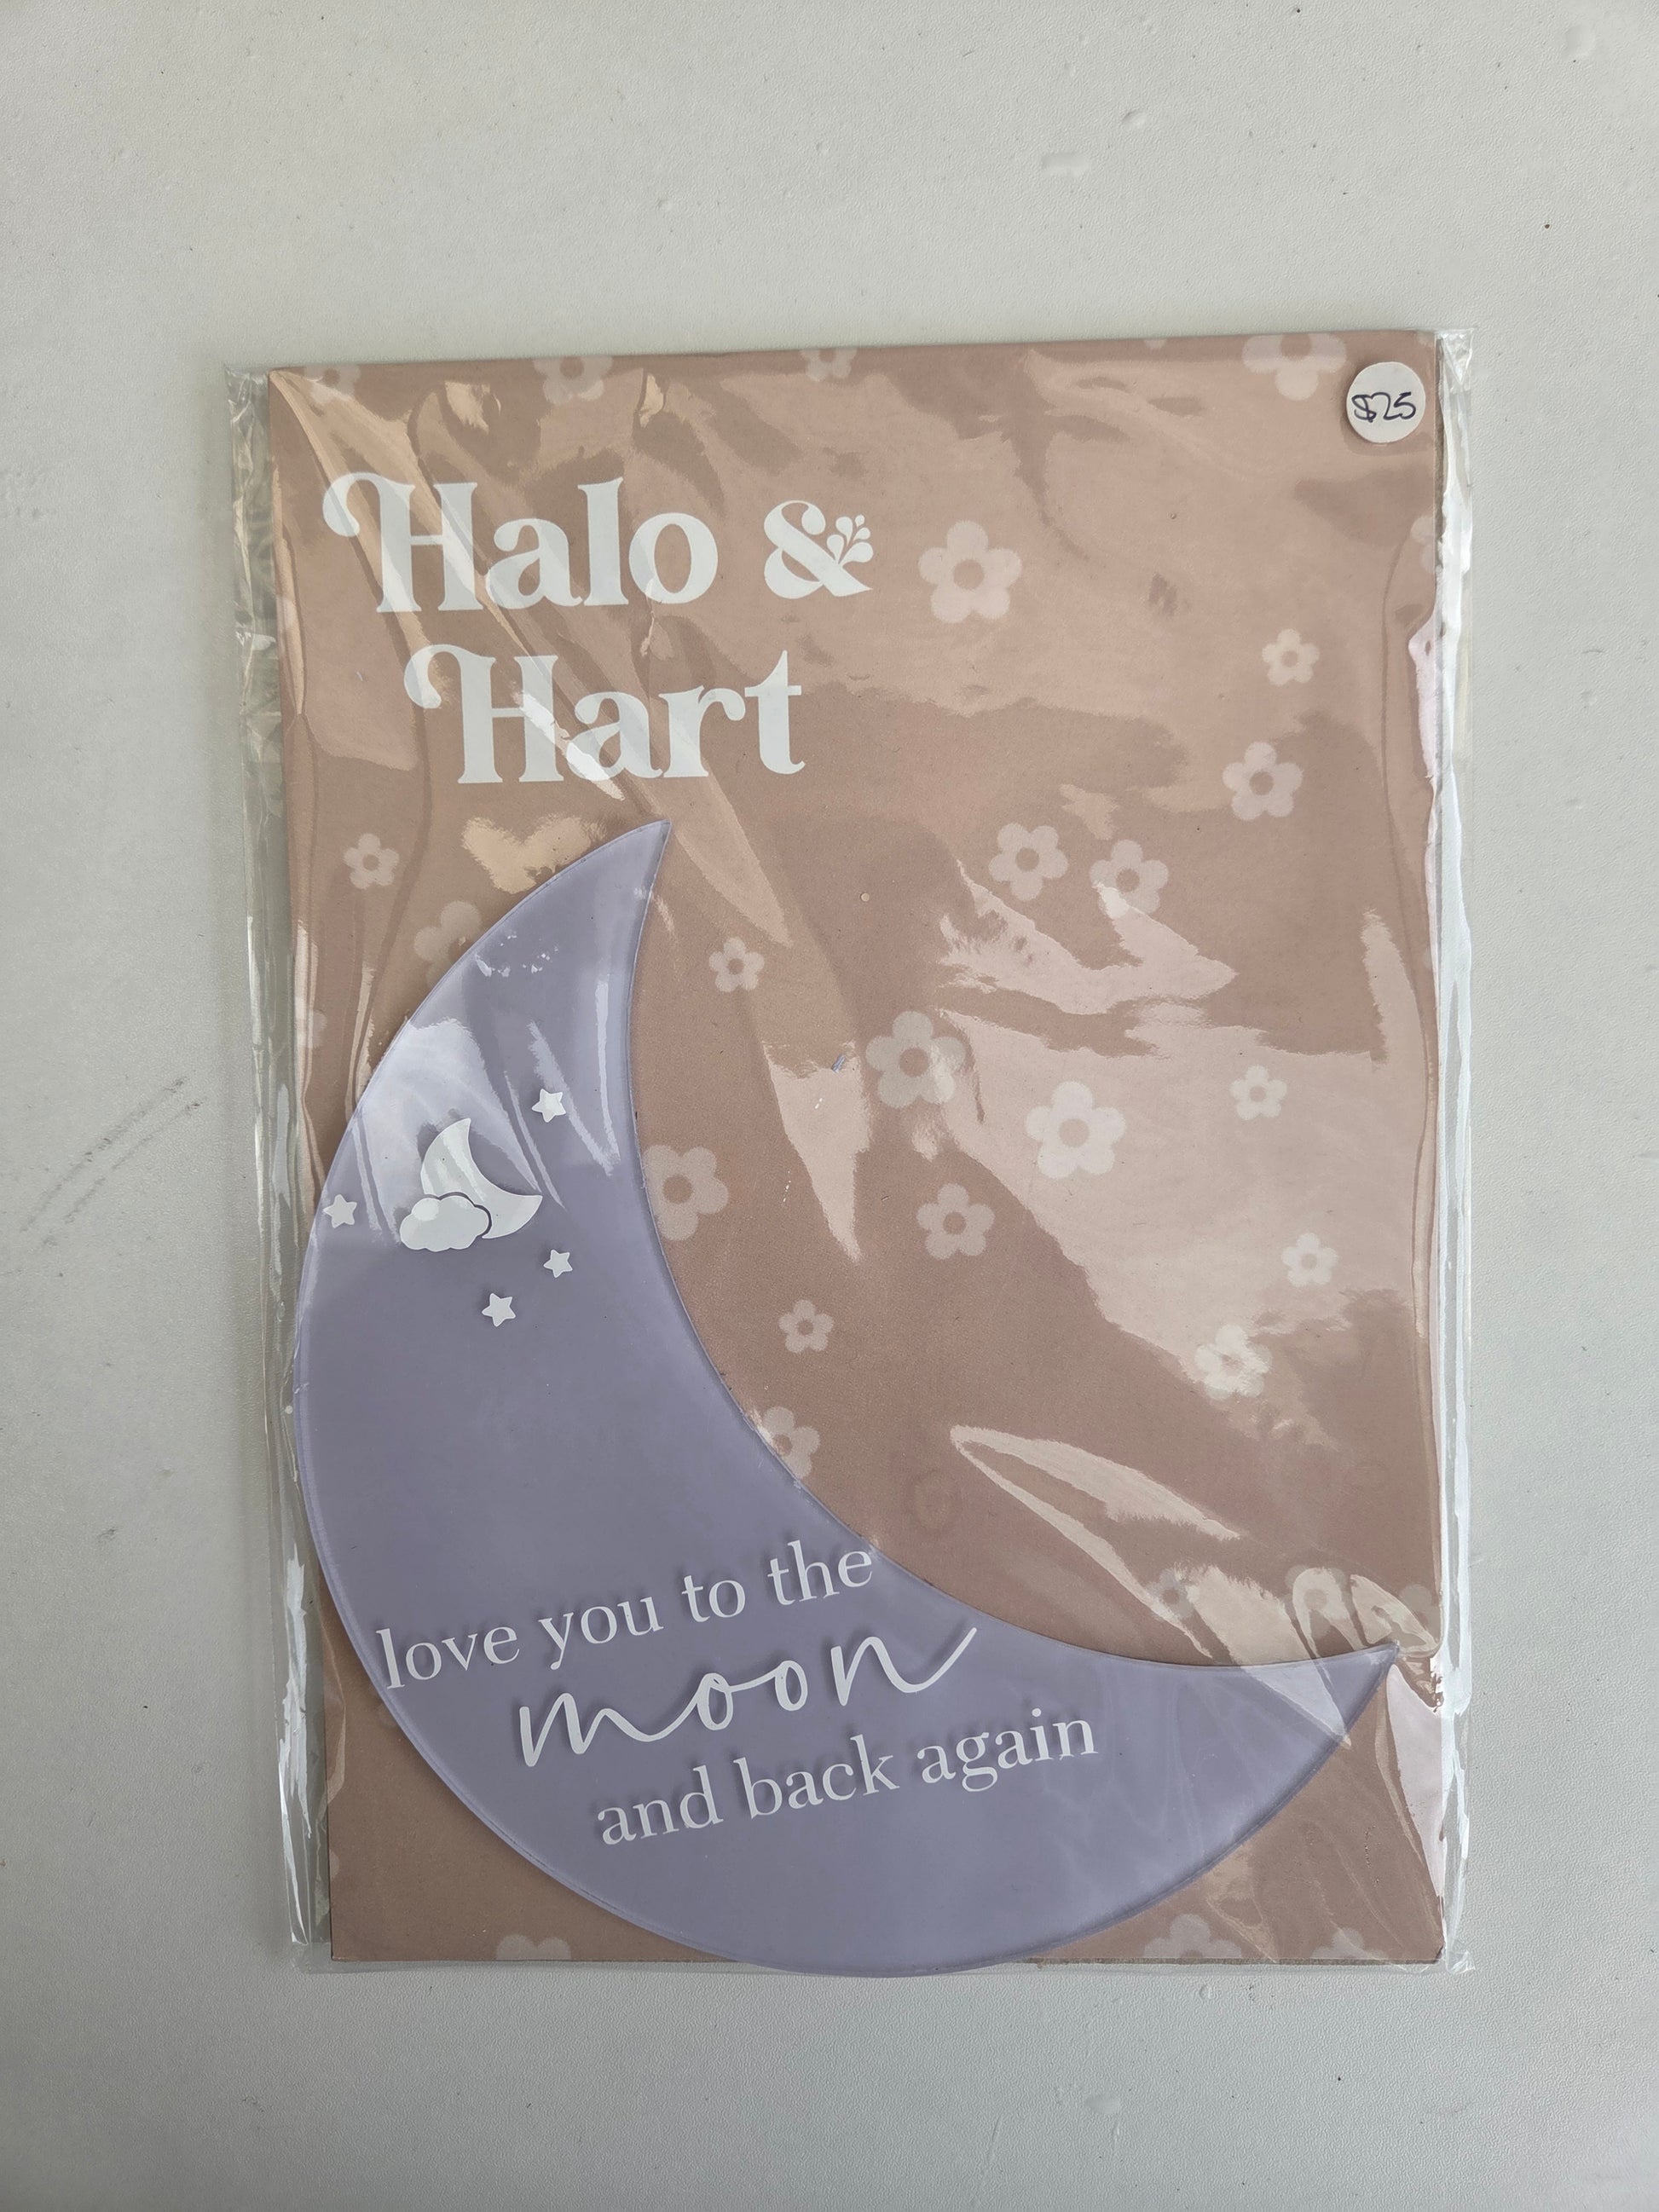 $25
Halo &
Hart
love you to the
moon
and back again